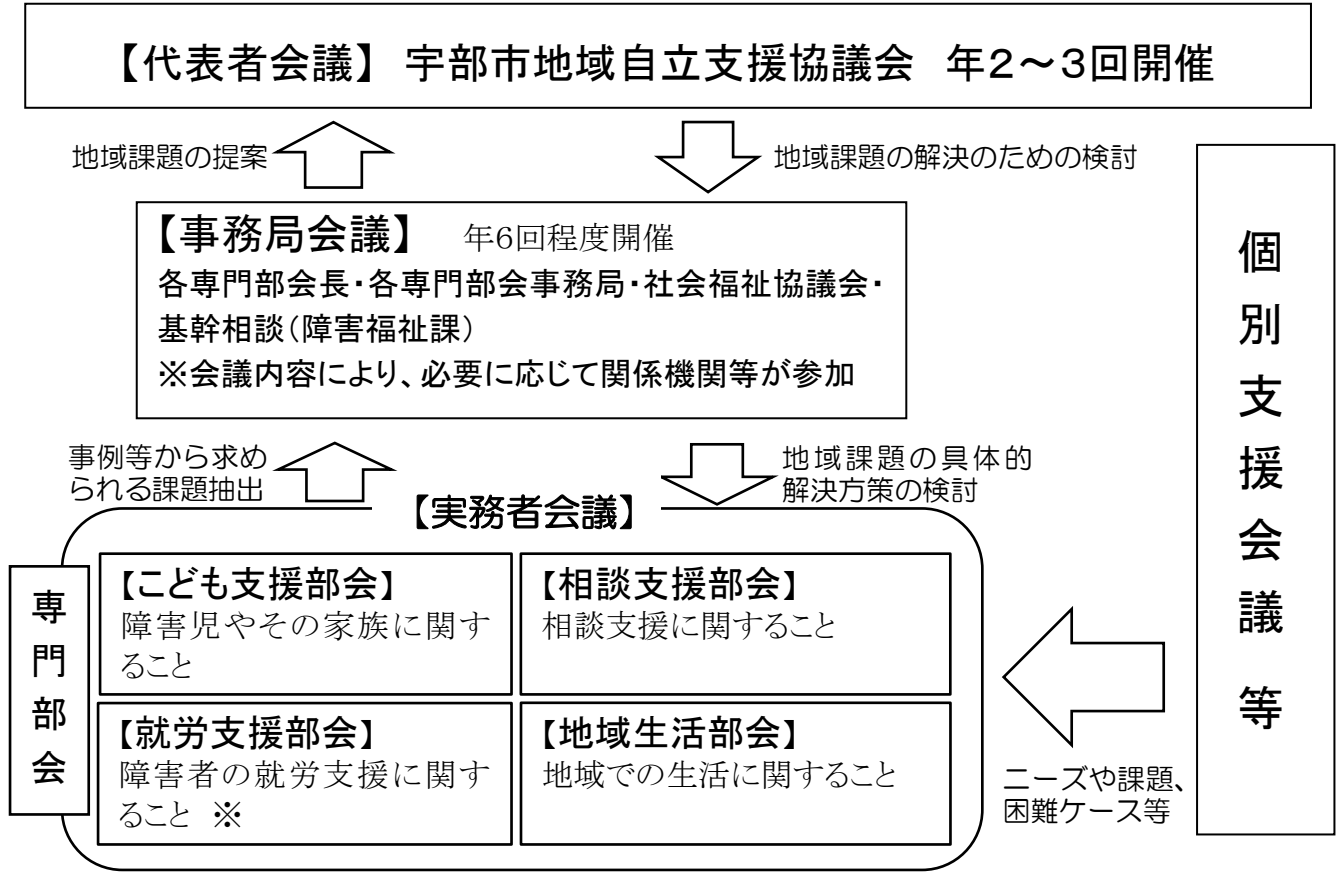 【代表者会議】 宇部市地域自立支援協議会 年2～3回開催
地域課題の提案
地域課題の解決のための検討
【事務局会議】 年6回程度開催
各専門部会長・各専門部会事務局・社会福祉協議会・
基幹相談（障害福祉課）
※会議内容により、必要に応じて関係機関等が参加
事例等から求め
られる課題抽出
地域課題の具体的
解決方策の検討
【実務者会議】
専門部会
【こども支援部会】
障害児やその家族に関す
ること
【相談支援部会】
相談支援に関すること
【就労支援部会】
障害者の就労支援に関す
ること ※
【地域生活部会】
地域での生活に関すること
ニーズや課題、
困難ケース等
個別支援会議 等